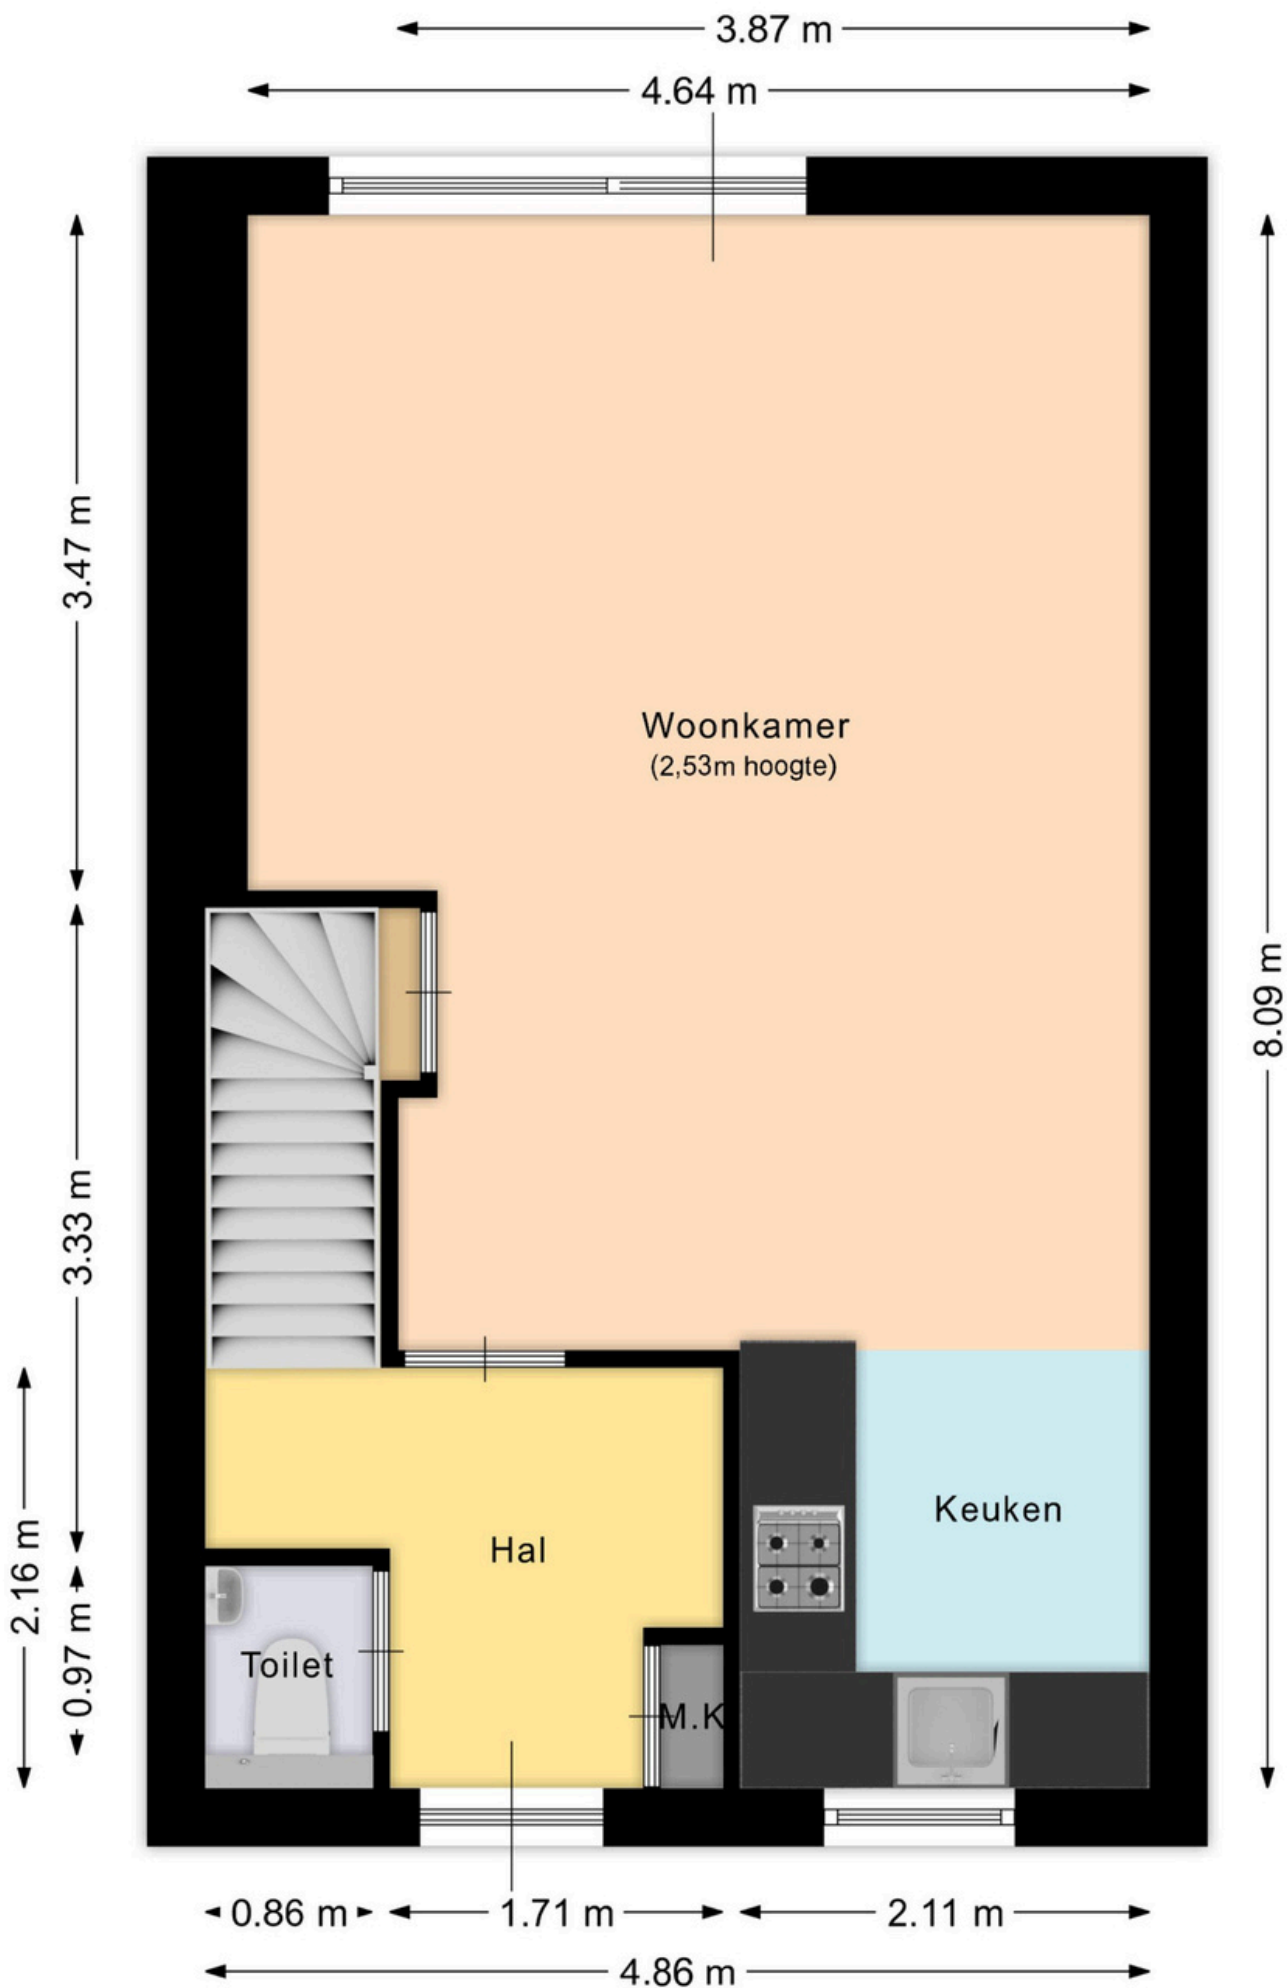 3.87 m
4.64 m
3.47 m
Woonkamer
(2,53m hoogte)
8.09 m
3.33 m
Keuken
Hal
2.16 m
0.97 m
Toilet
M.K
0.86 m
1.71 m
2.11 m
4.86 m